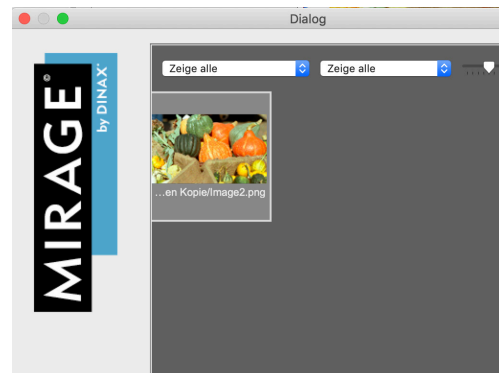 Dialog
MIRAGE®
by DINAX®
Zeige alle
Zeige alle
...en Kopie/Image2.png